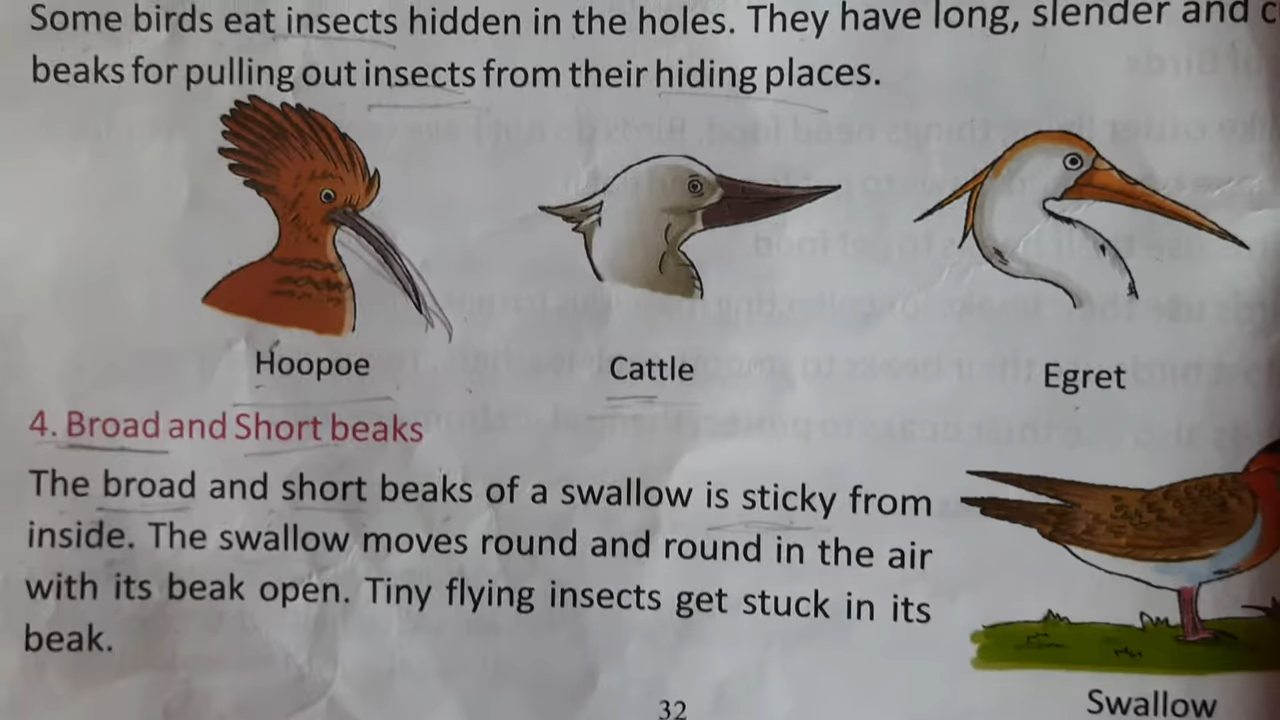 Some birds eat insects hidden in the holes. They have long, slender and
beaks for pulling out insects from their hiding places.
Hoopoe
Cattle
Egret
4. Broad and Short beaks
The broad and short beaks of a swallow is sticky from
inside. The swallow moves round and round in the air
with its beak open. Tiny flying insects get stuck in its
beak.
Swallow
32